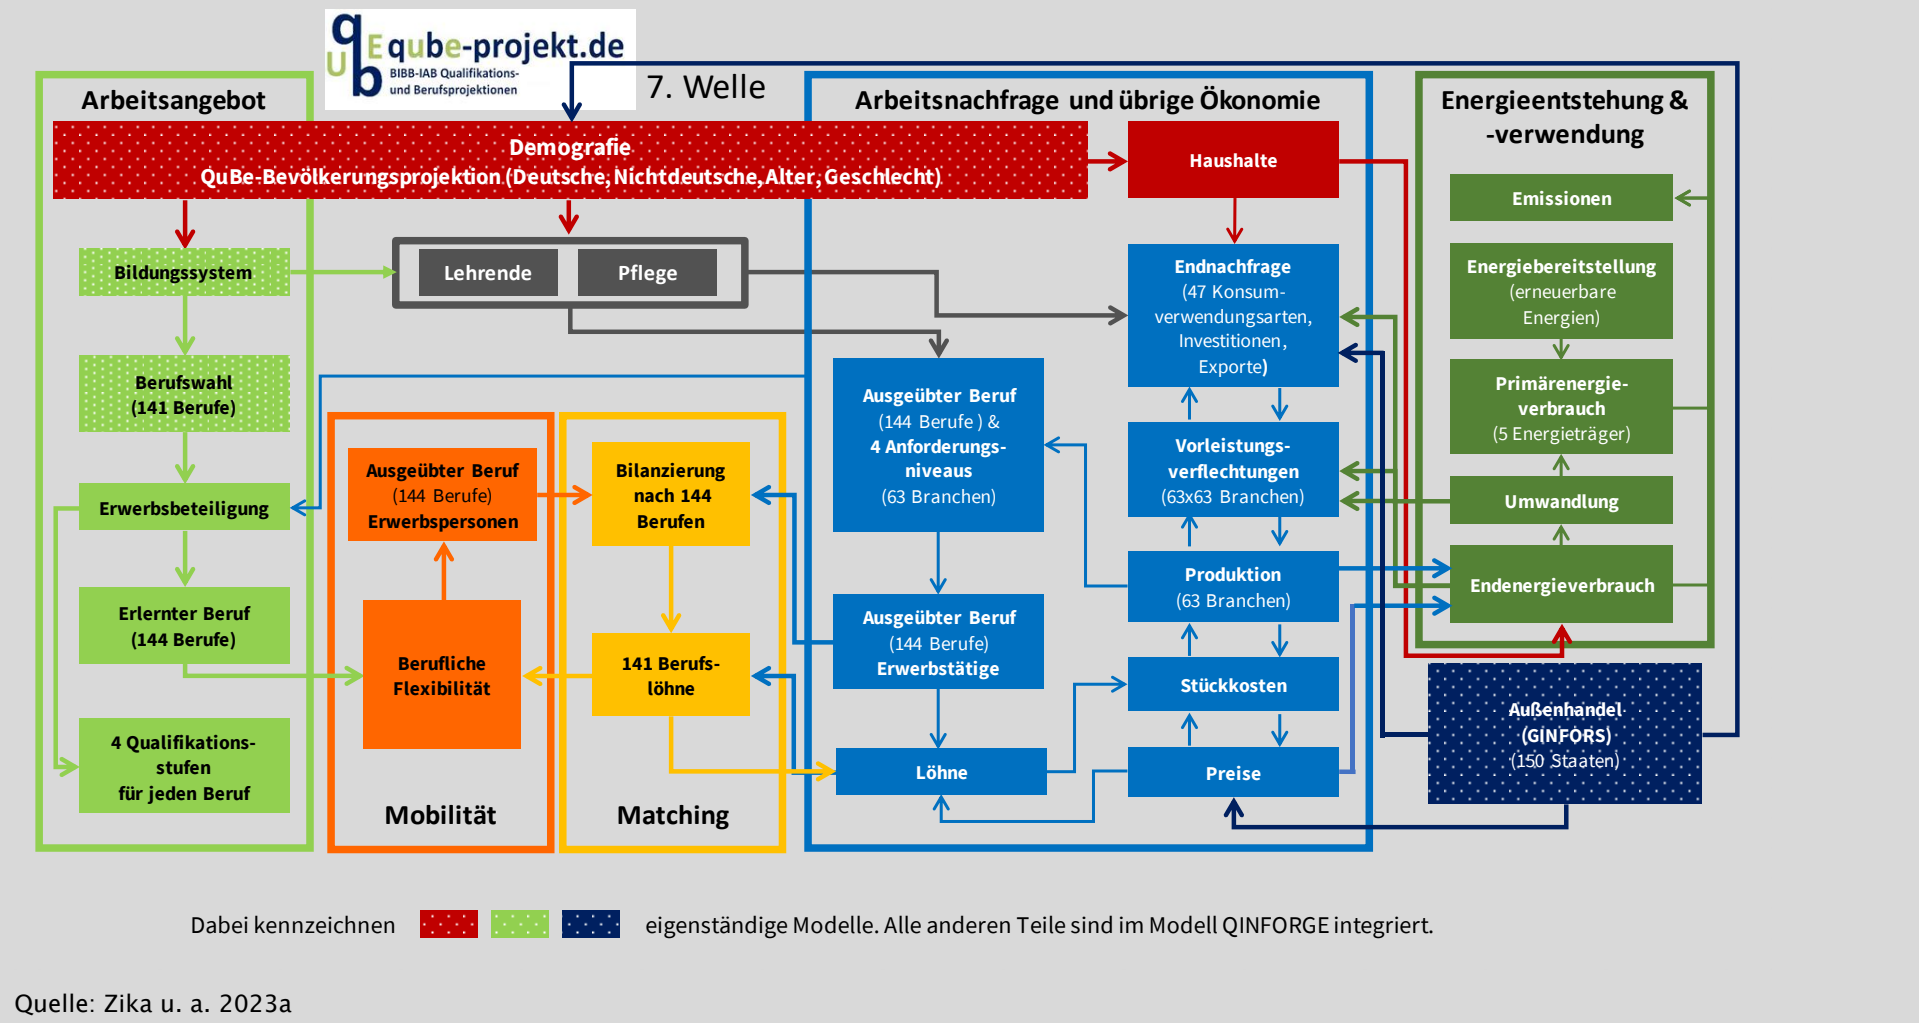 qube-projekt.de
BIBB-IAB Qualifikations-
und Berufsprojektionen
7. Welle
Arbeitsangebot
Arbeitsnachfrage und übrige Ökonomie
Energieentstehung &
-verwendung
Demografie
QuBe-Bevölkerungsprojektion (Deutsche, Nichtdeutsche, Alter, Geschlecht)
Haushalte
Emissionen
Bildungssystem
Lehrende
Pflege
Endnachfrage
(47 Konsum-
verwendungsarten,
Investitionen,
Exporte)
Energiebereitstellung
(erneuerbare
Energien)
Berufswahl
(141 Berufe)
Ausgeübter Beruf
(144 Berufe ) &
4 Anforderungs-
niveaus
(63 Branchen)
Primärenergie-
verbrauch
(5 Energieträger)
Ausgeübter Beruf
(144 Berufe)
Erwerbspersonen
Bilanzierung
nach 144
Berufen
Vorleistungs-
verflechtungen
(63x63 Branchen)
Erwerbsbeteiligung
Umwandlung
Produktion
(63 Branchen)
Endenergieverbrauch
Erlernter Beruf
(144 Berufe)
Berufliche
Flexibilität
141 Berufs-
löhne
Ausgeübter Beruf
(144 Berufe)
Erwerbstätige
Stückkosten
Außenhandel
(GINFORS)
(150 Staaten)
4 Qualifikations-
stufen
für jeden Beruf
Löhne
Preise
Mobilität
Matching
Dabei kennzeichnen
eigenständige Modelle. Alle anderen Teile sind im Modell QINFORGE integriert.
Quelle: Zika u. a. 2023a